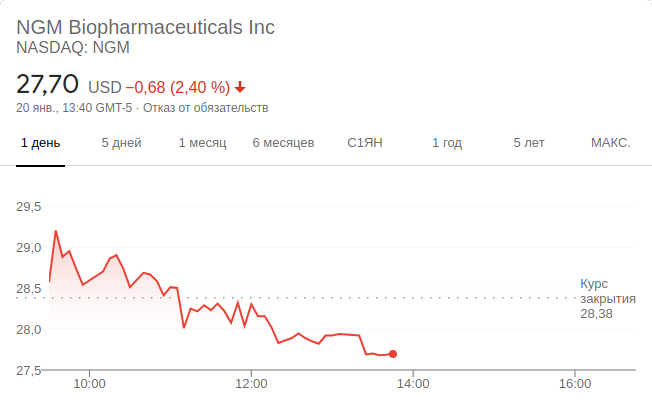 NGM Biopharmaceuticals Inc
NASDAQ: NGM
27,70 USD −0,68 (2,40 %)
20 янв., 13:40 GMT-5 · Отказ от обязательств
1 день 5 дней 1 месяц 6 месяцев С1ЯН 1 год 5 лет МАКС.
29,5
29,0
28,5
28,0
27,5
Курс
закрытия
28,38
10:00 12:00 14:00 16:00